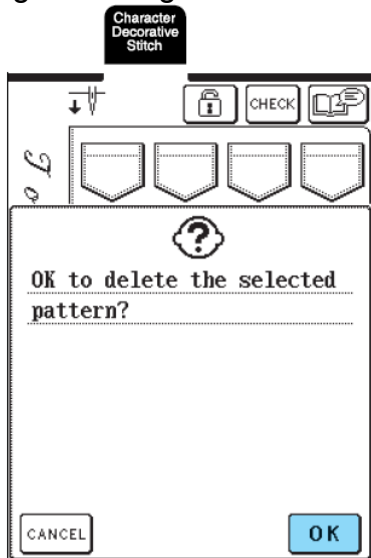 Character
Decorative
Stitch
CHECK
OK to delete the selected
pattern?
CANCEL
OK